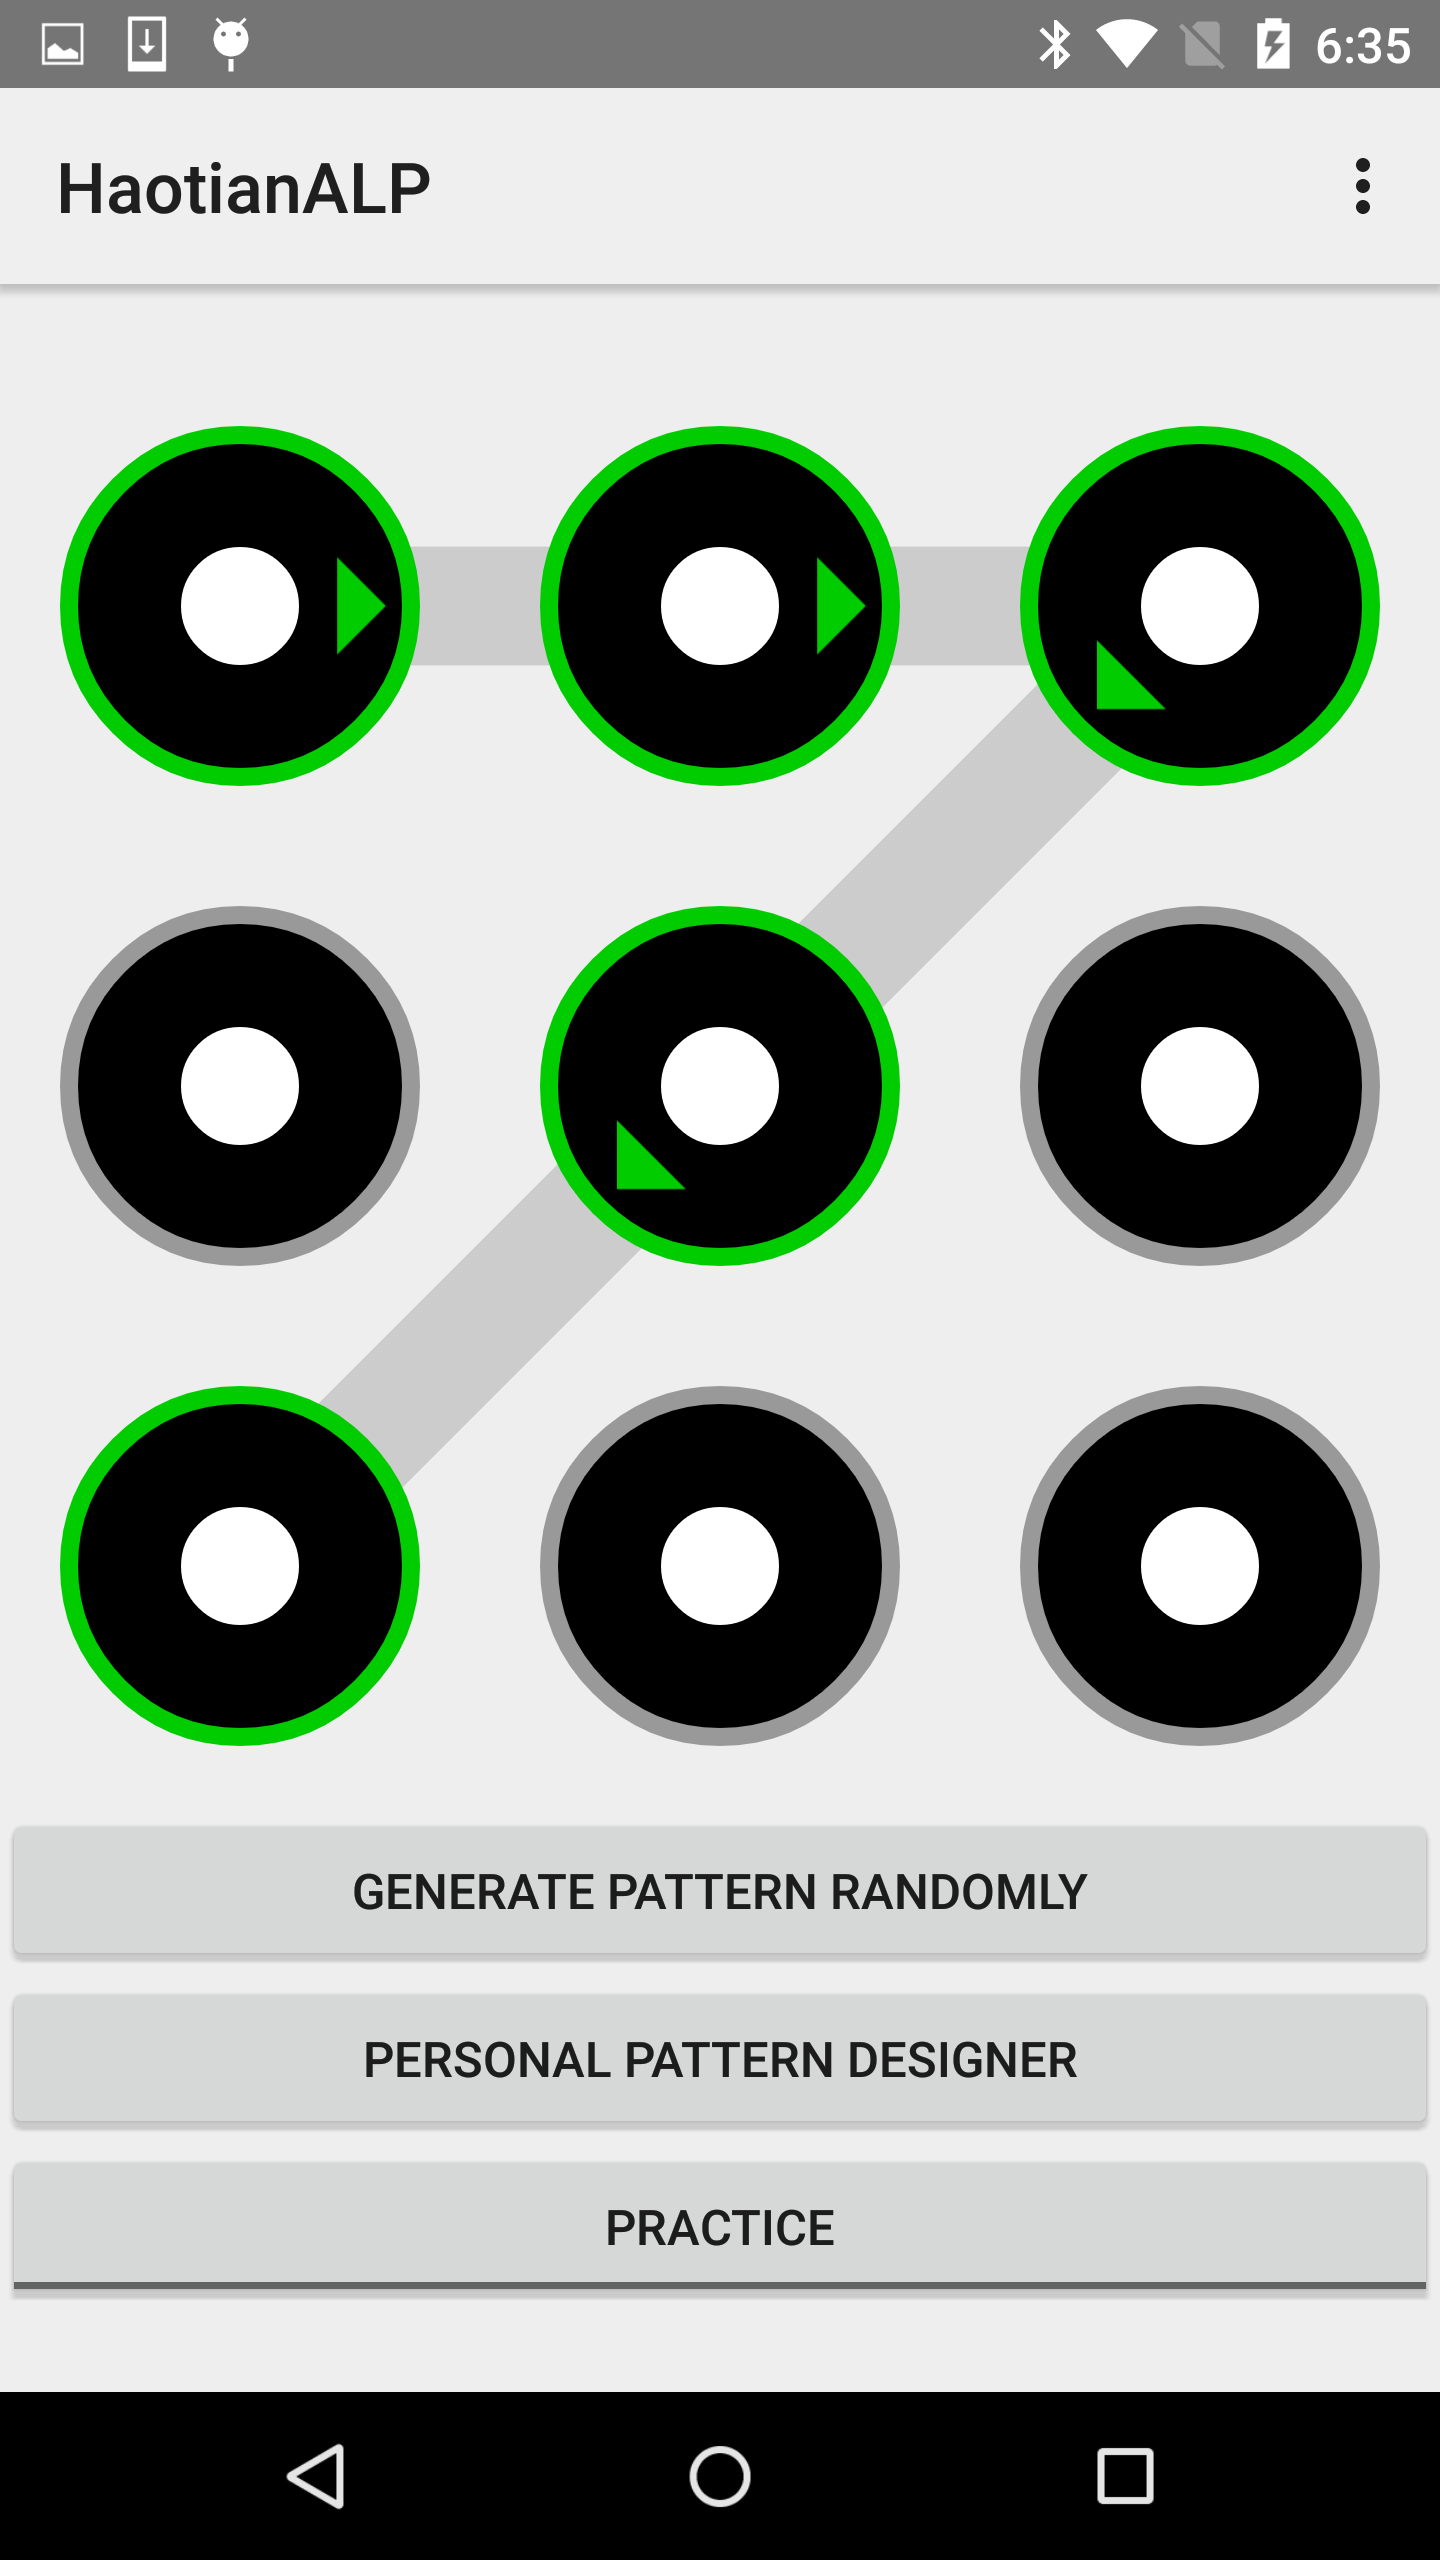 6:35
HaotianALP
GENERATE PATTERN RANDOMLY
PERSONAL PATTERN DESIGNER
PRACTICE